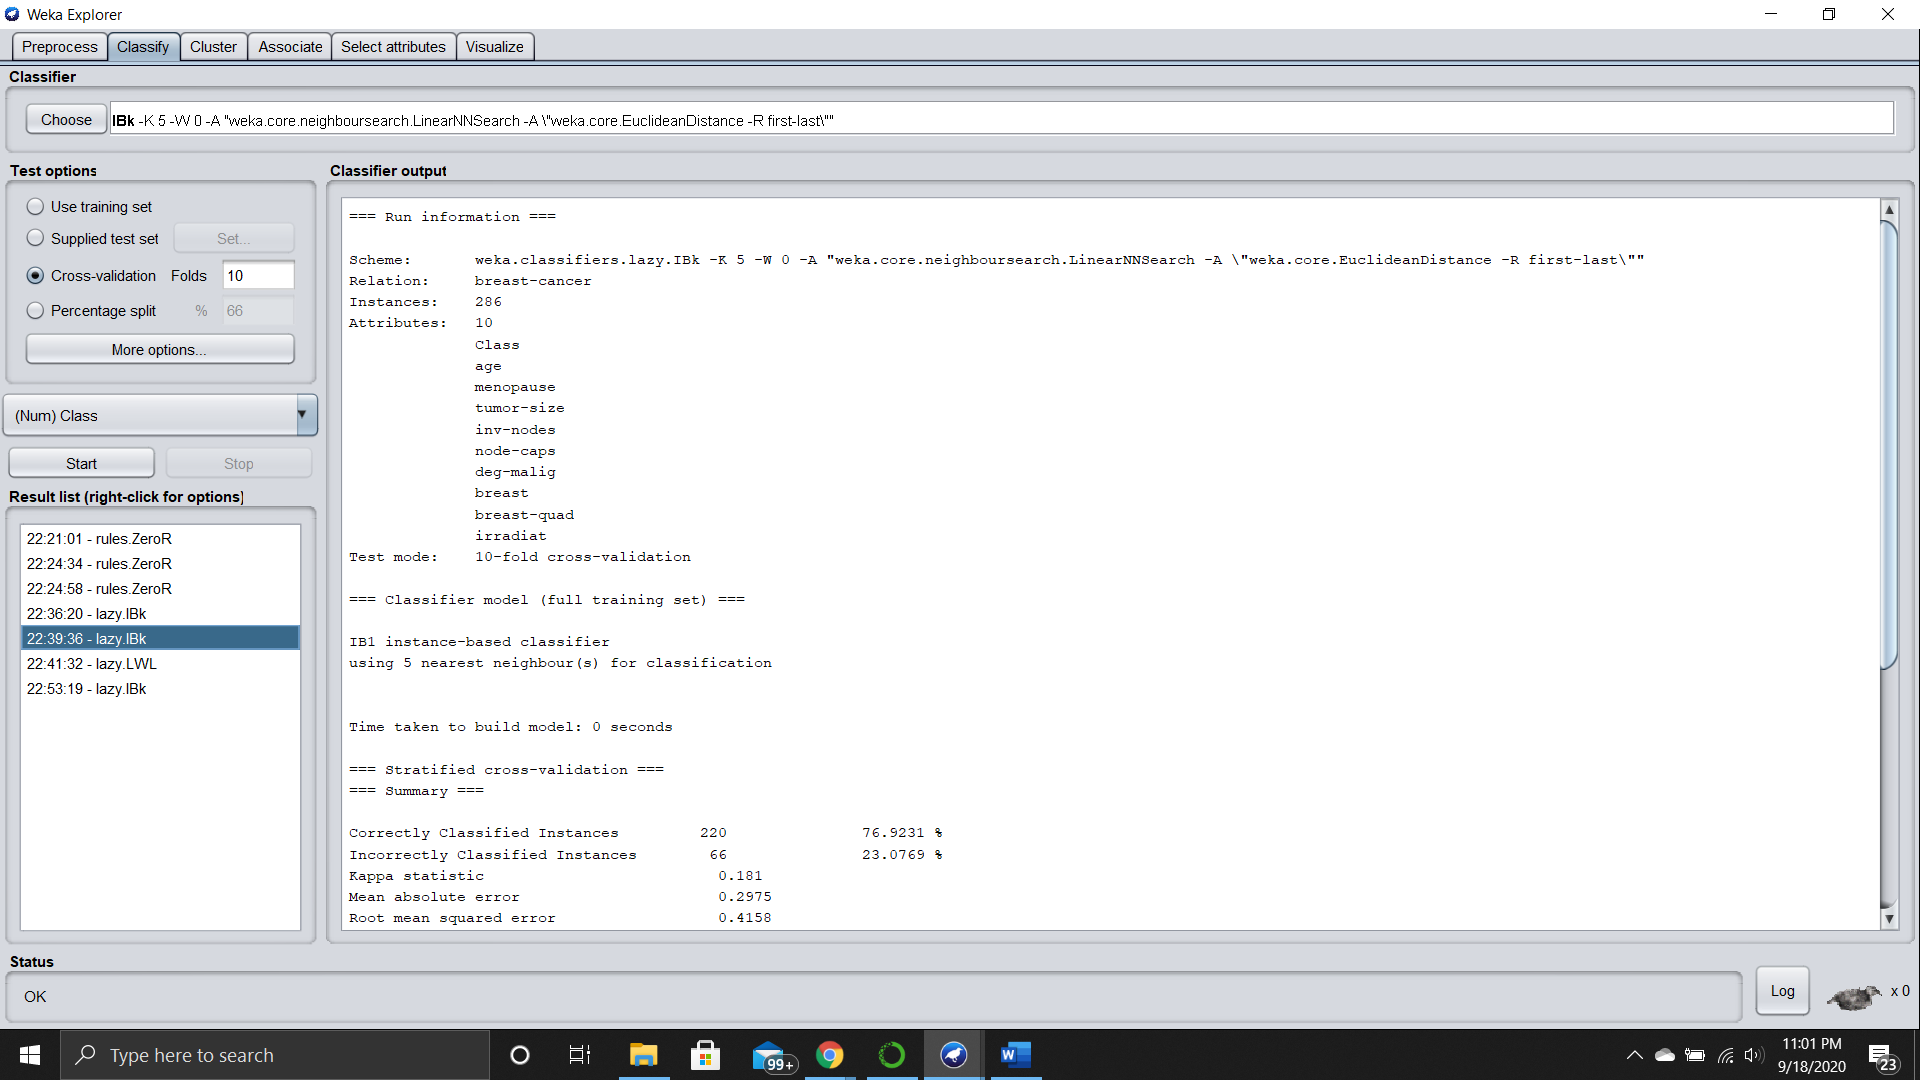 Weka Explorer
Preprocess Classify Cluster Associate Select attributes Visualize
Classifier
Choose IBk -K 5 -W 0 -A "weka.core.neighboursearch.LinearNNSearch -A \"weka.core.EuclideanDistance -R first-last\""
Test options
Use training set
Supplied test set Set...
Cross-validation Folds 10
Percentage split % 66
More options...
(Num) Class
Start Stop
Result list (right-click for options)
22:21:01 - rules.ZeroR
22:24:34 - rules.ZeroR
22:24:58 - rules.ZeroR
22:36:20 - lazy.IBk
22:39:36 - lazy.IBk
22:41:32 - lazy.LWL
22:53:19 - lazy.IBk
Classifier output
=== Run information ===
Scheme: weka.classifiers.lazy.IBk -K 5 -W 0 -A "weka.core.neighboursearch.LinearNNSearch -A \"weka.core.EuclideanDistance -R first-last\""
Relation: breast-cancer
Instances: 286
Attributes: 10
Class
age
menopause
tumor-size
inv-nodes
node-caps
deg-malig
breast
breast-quad
irradiat
Test mode: 10-fold cross-validation
=== Classifier model (full training set) ===
IB1 instance-based classifier
using 5 nearest neighbour(s) for classification
Time taken to build model: 0 seconds
=== Stratified cross-validation ===
=== Summary ===
Correctly Classified Instances 220 76.9231 %
Incorrectly Classified Instances 66 23.0769 %
Kappa statistic 0.181
Mean absolute error 0.2975
Root mean squared error 0.4158
Status
OK
Log
x 0
Type here to search
99+
11:01 PM
9/18/2020
23